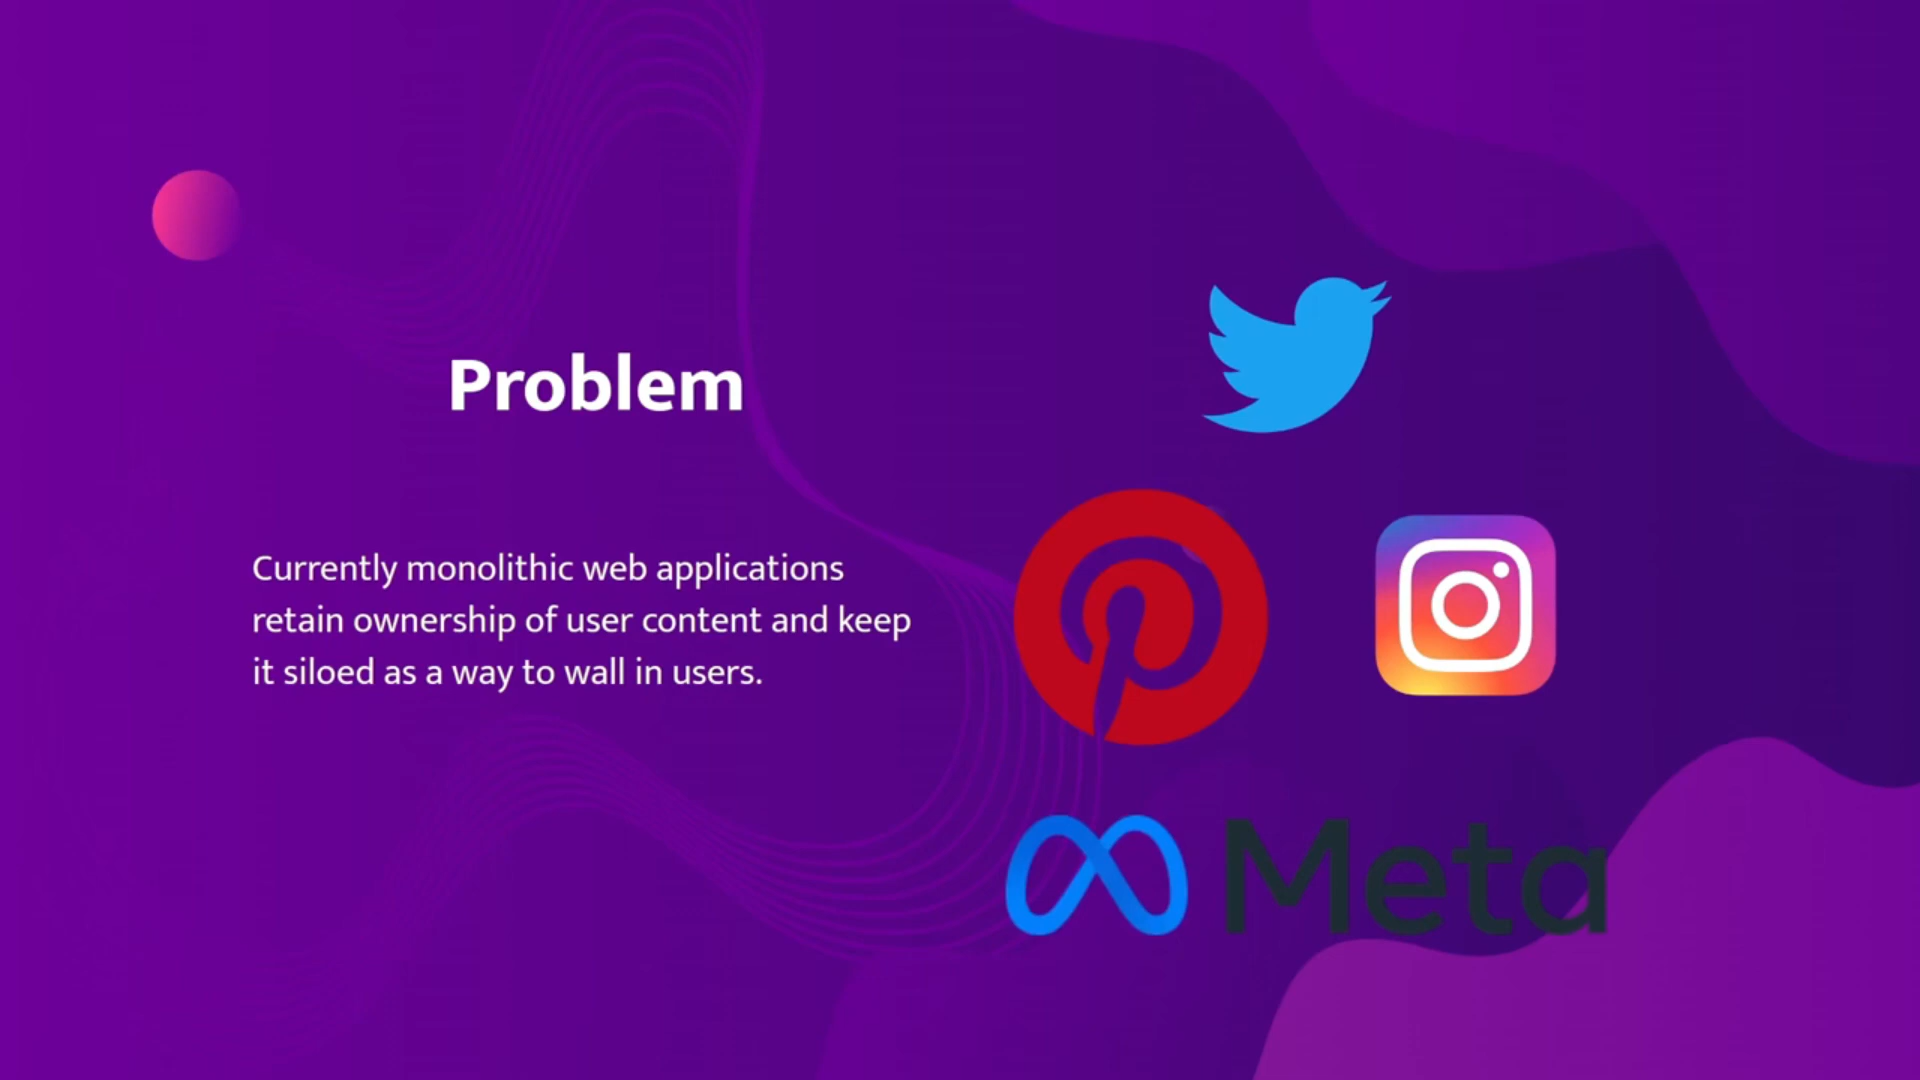 Problem
Currently monolithic web applications
retain ownership of user content and keep
it siloed as a way to wall in users.
Meta